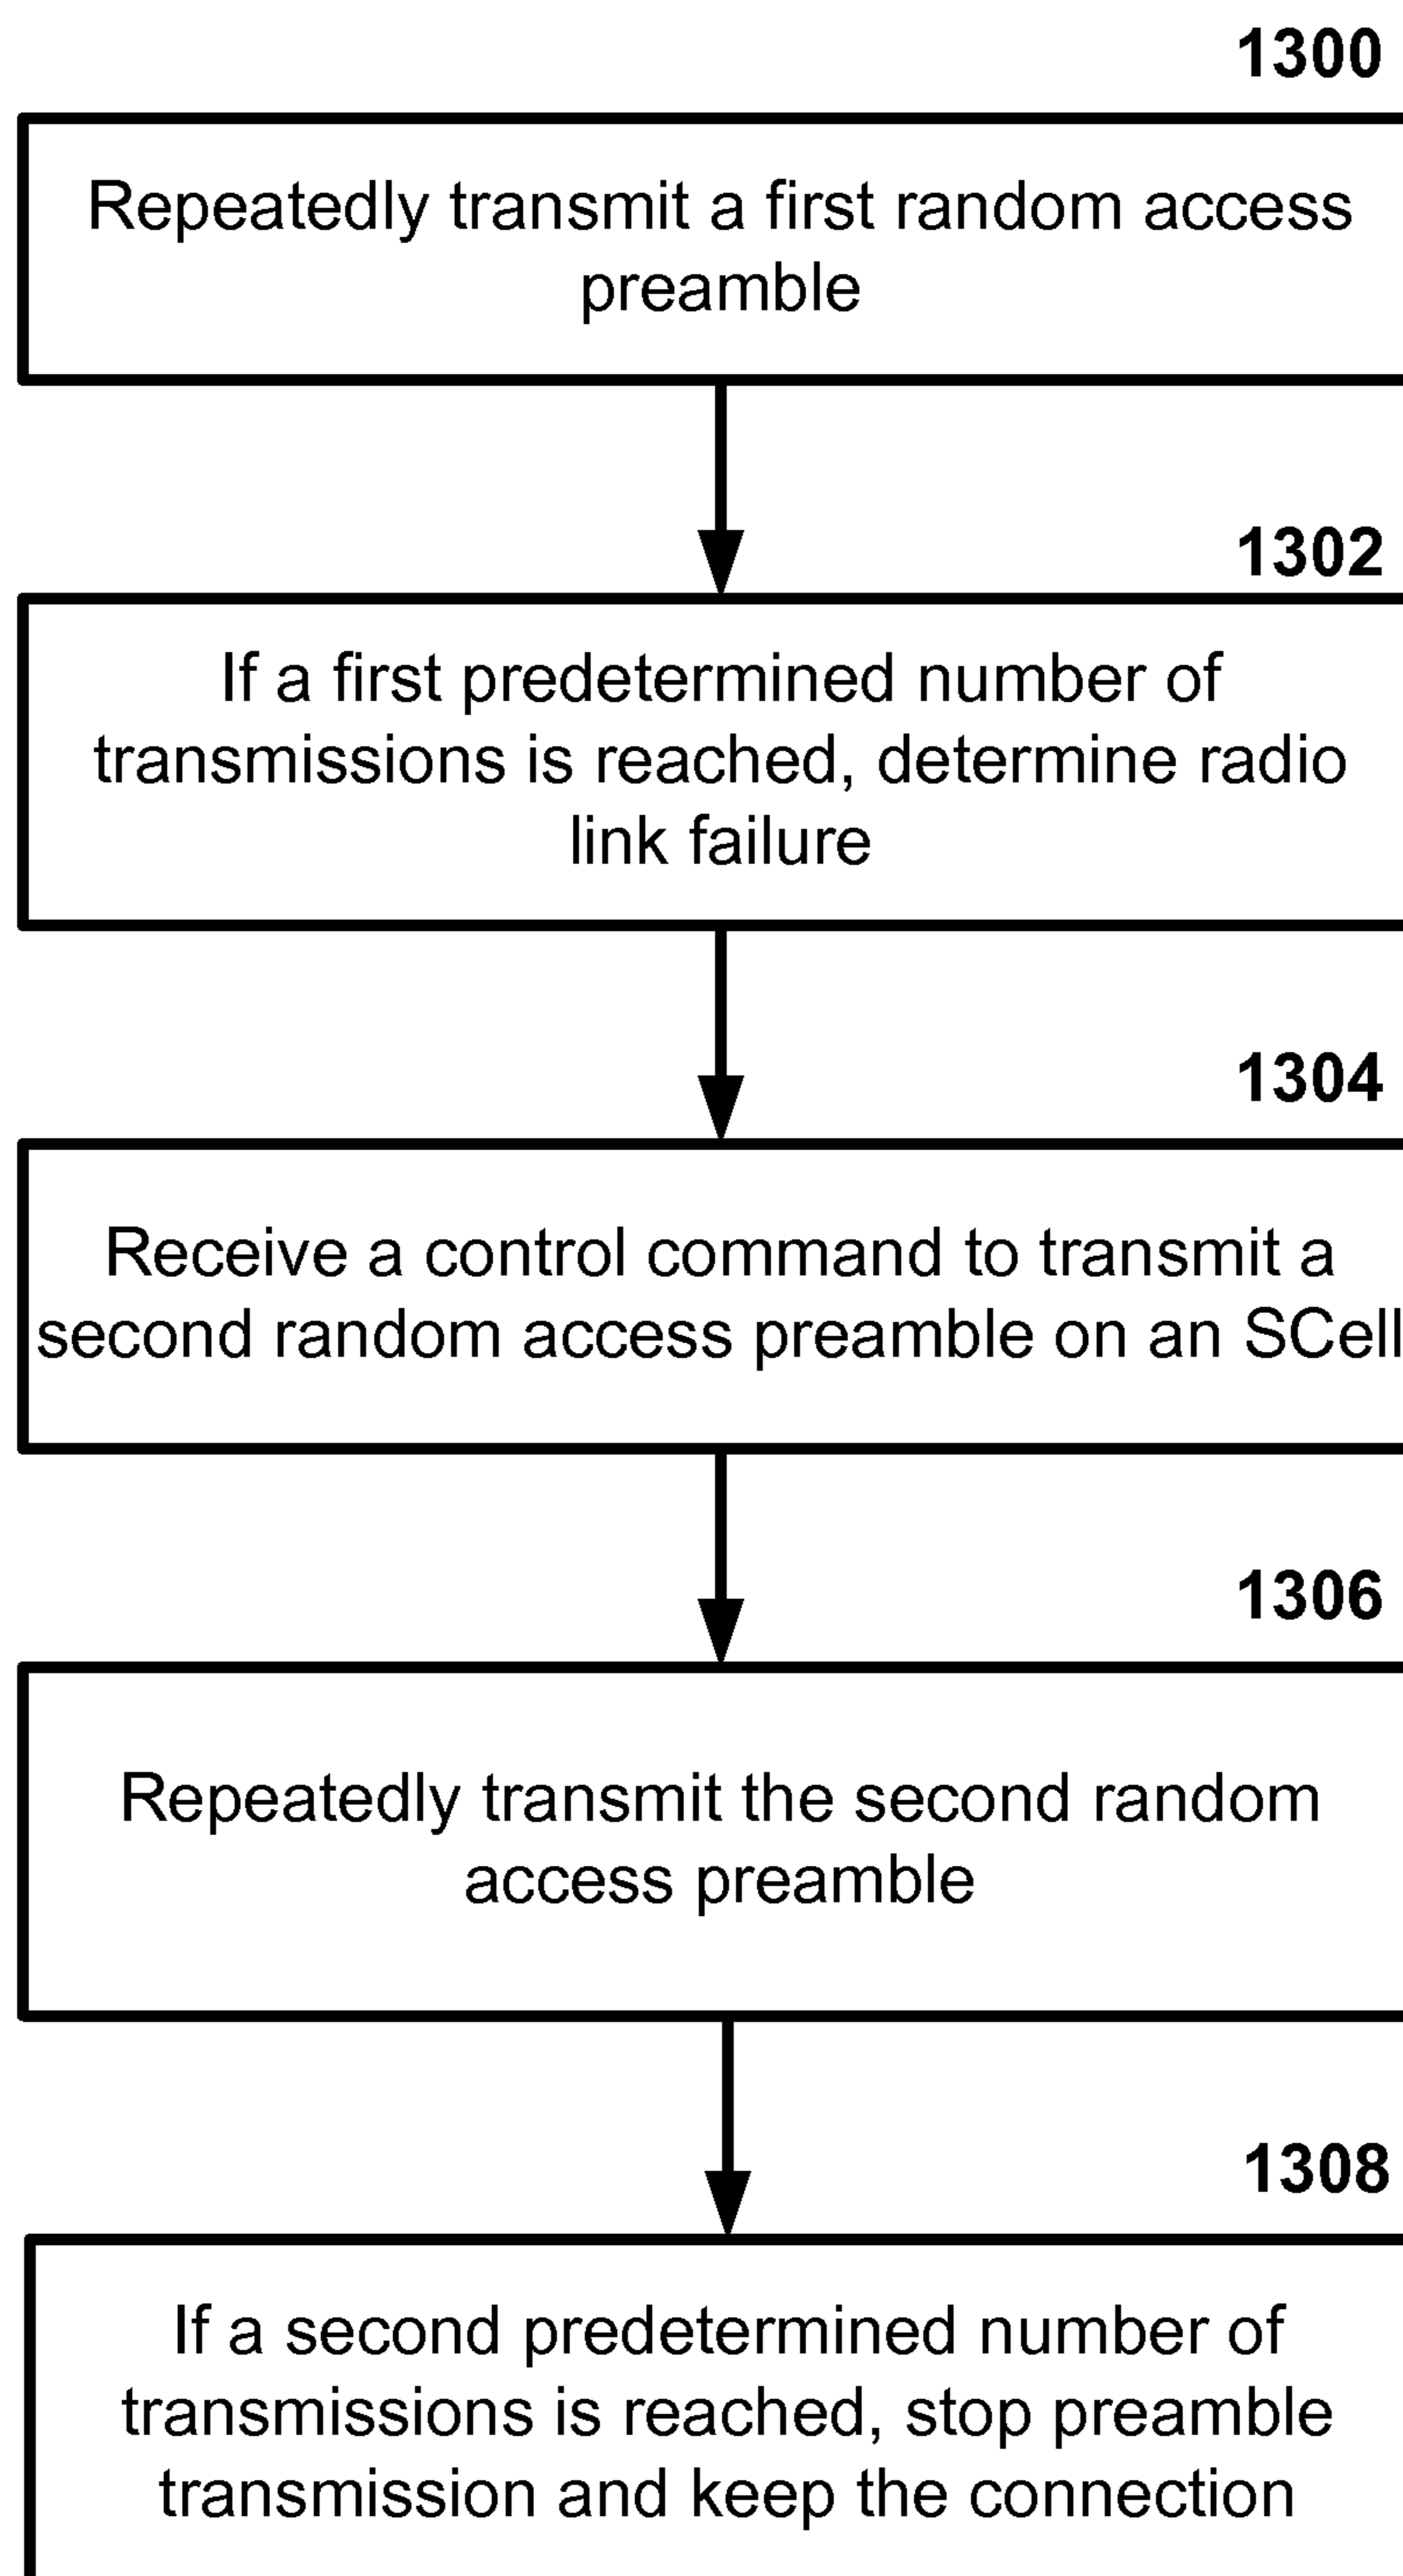 1300
Repeatedly transmit a first random access
preamble
1302
If a first predetermined number of
transmissions is reached, determine radio
link failure
1304
Receive a control command to transmit a
second random access preamble on an SCell
1306
Repeatedly transmit the second random
access preamble
1308
If a second predetermined number of
transmissions is reached, stop preamble
transmission and keep the connection